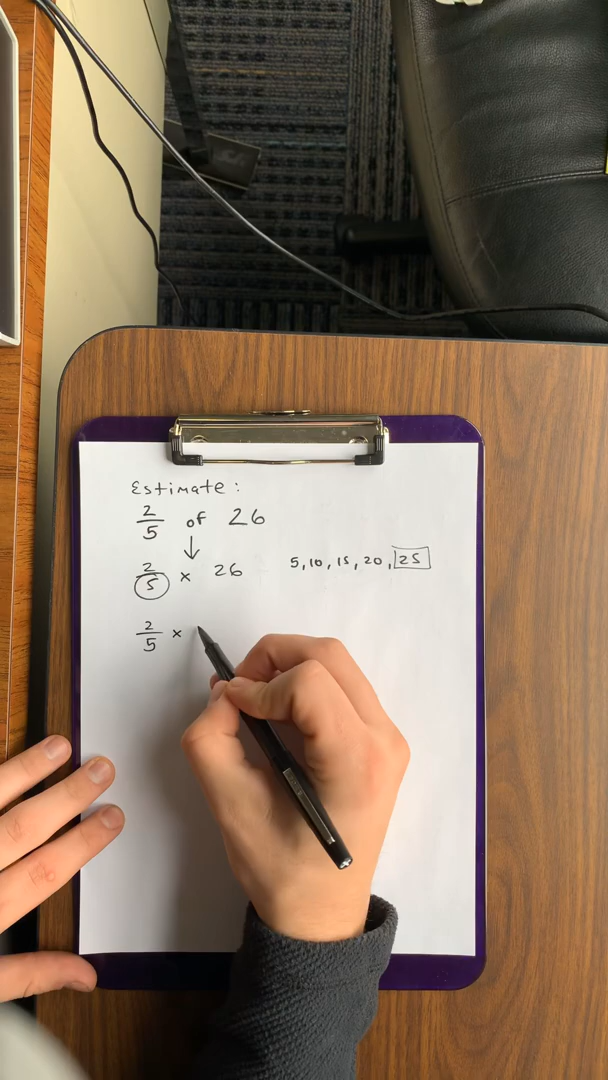 Estimate:
2/5 of 26
↓
2/5 × 26 5, 10, 15, 20, 25
2/5 ×